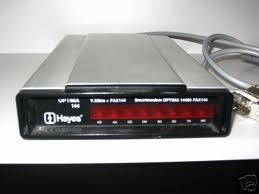 OPTIMA
144
V.32bis + FAX144
Smartmodem OPTIMA 14400 FAX144
Hayes